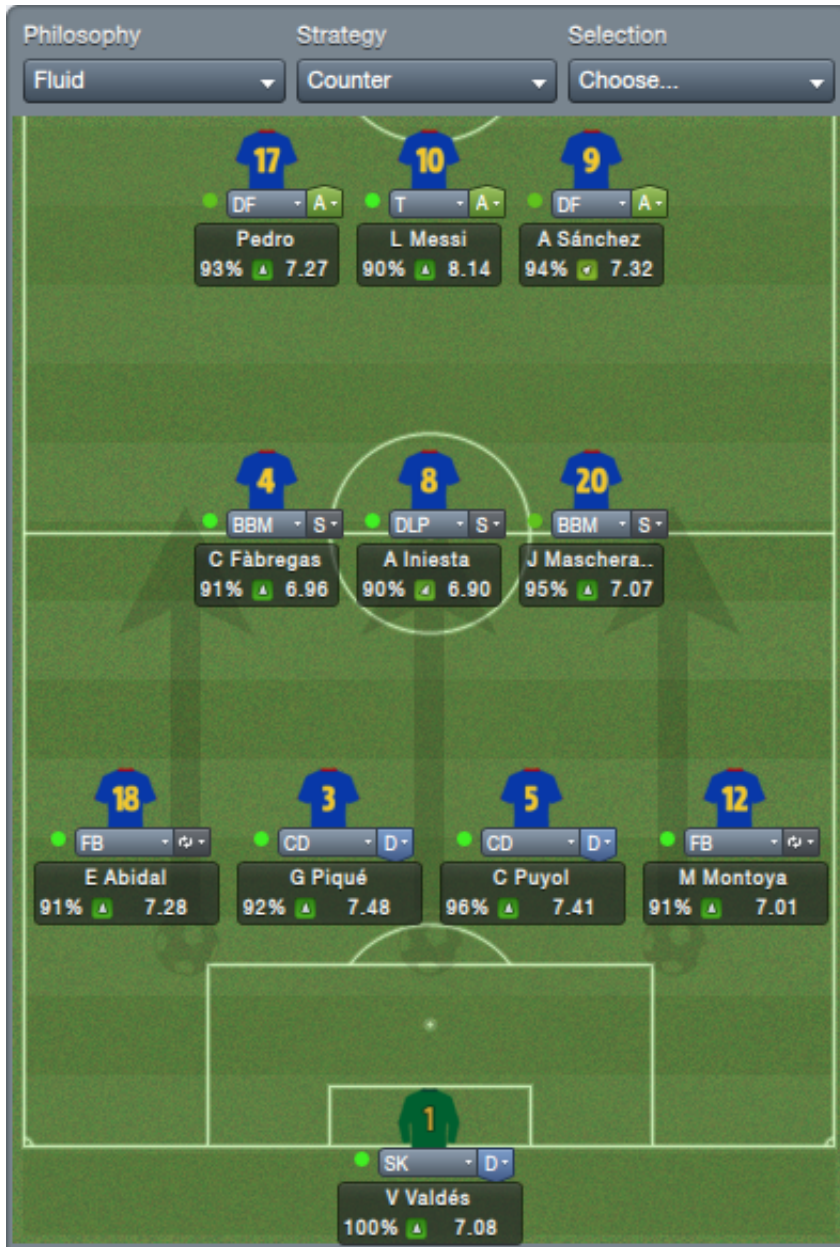 Philosophy Strategy Selection
Fluid Counter Choose...
17 10 9
DF A T A DF A
Pedro L Messi A Sánchez
93% 7.27 90% 8.14 94% 7.32
4 8 20
BBM S DLP S BBM S
C Fàbregas A Iniesta J Maschera..
91% 6.96 90% 6.90 95% 7.07
18 3 5 12
FB CD D CD D FB
E Abidal G Piqué C Puyol M Montoya
91% 7.28 92% 7.48 96% 7.41 91% 7.01
1
SK D
V Valdés
100% 7.08